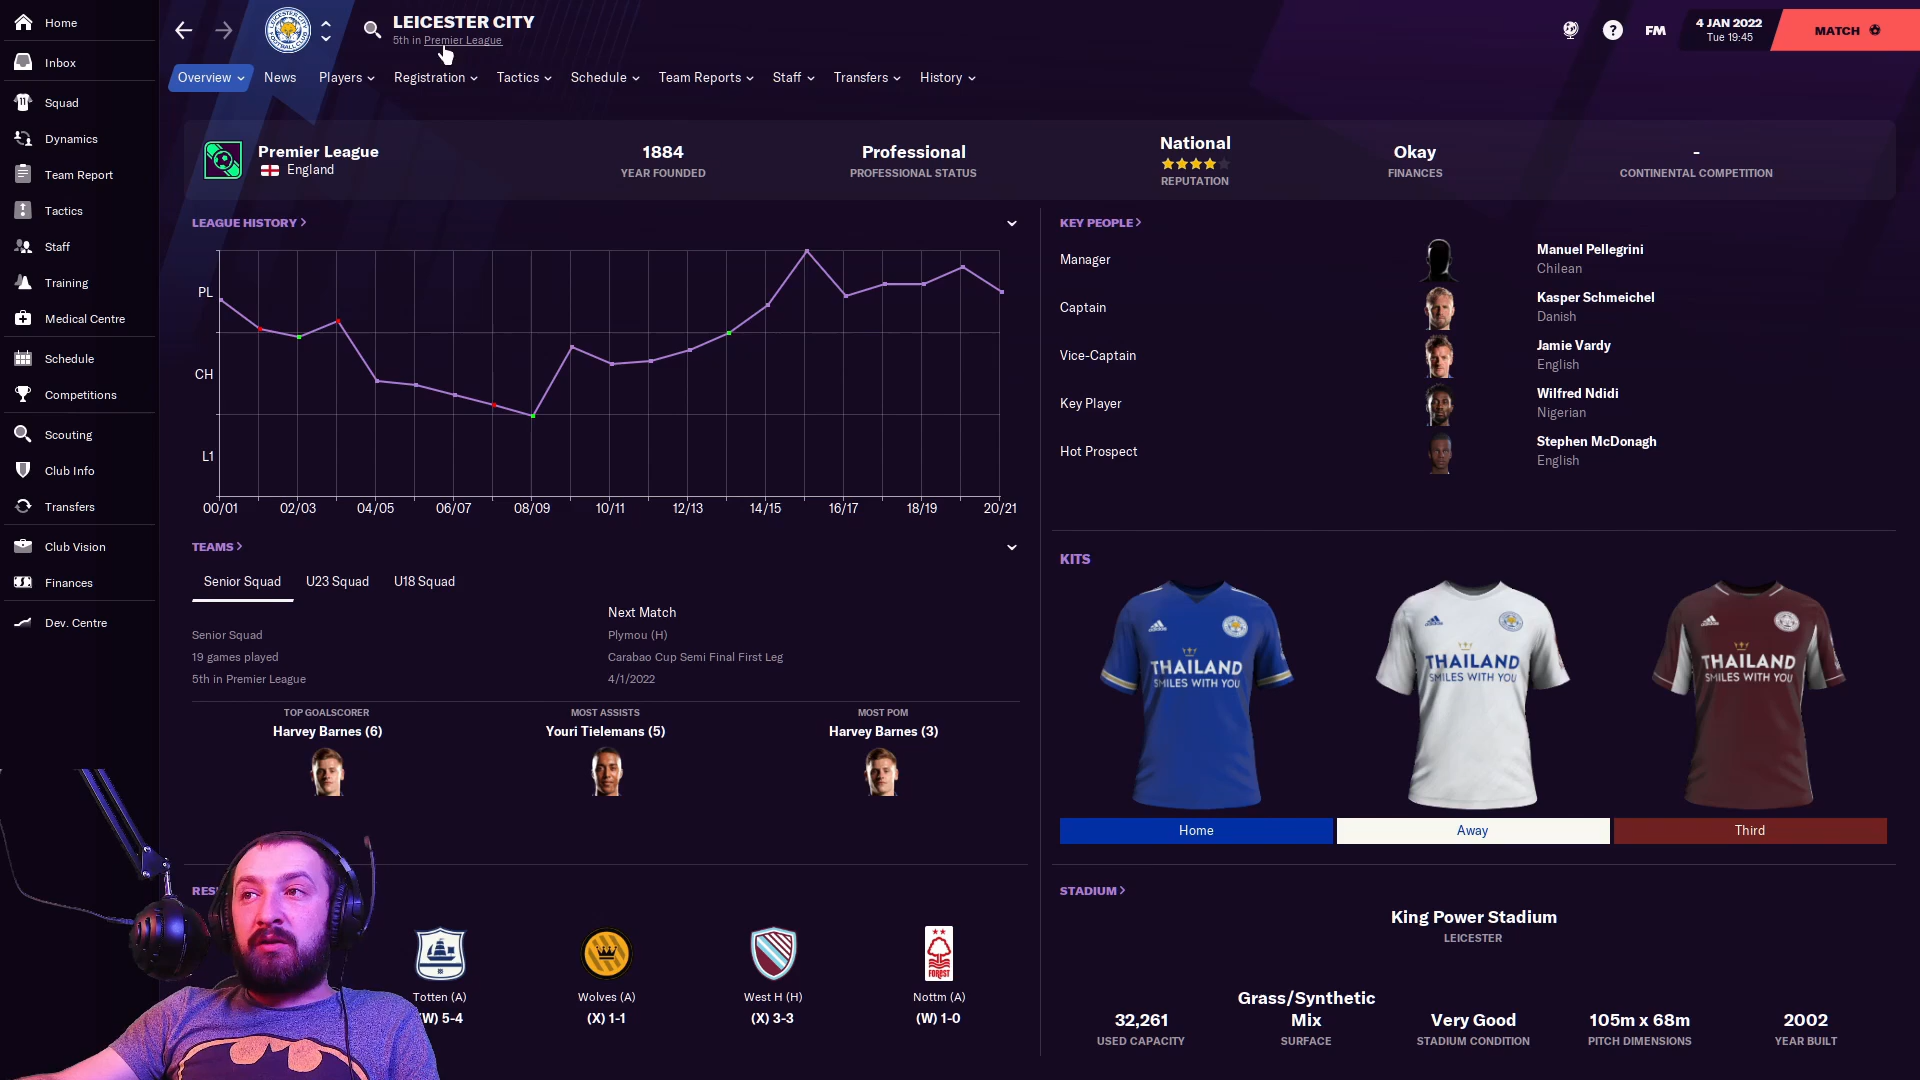 Home
Inbox
Squad
Dynamics
Team Report
Tactics
Staff
Training
Medical Centre
Schedule
Competitions
Scouting
Club Info
Transfers
Club Vision
Finances
Dev. Centre
LEICESTER CITY
5th in Premier League
FM
4 JAN 2022
Tue 19:45
MATCH
Overview News Players Registration Tactics Schedule Team Reports Staff Transfers History
Premier League
England
1884
YEAR FOUNDED
Professional
PROFESSIONAL STATUS
National
REPUTATION
Okay
FINANCES
-
CONTINENTAL COMPETITION
LEAGUE HISTORY
PL
CH
L1
00/01 02/03 04/05 06/07 08/09 10/11 12/13 14/15 16/17 18/19 20/21
KEY PEOPLE
Manager
Manuel Pellegrini
Chilean
Captain
Kasper Schmeichel
Danish
Vice-Captain
Jamie Vardy
English
Key Player
Wilfred Ndidi
Nigerian
Hot Prospect
Stephen McDonagh
English
TEAMS
Senior Squad U23 Squad U18 Squad
Senior Squad
19 games played
5th in Premier League
Next Match
Plymou (H)
Carabao Cup Semi Final First Leg
4/1/2022
TOP GOALSCORER
Harvey Barnes (6)
MOST ASSISTS
Youri Tielemans (5)
MOST POM
Harvey Barnes (3)
KITS
THAILAND
SMILES WITH YOU
THAILAND
SMILES WITH YOU
THAILAND
SMILES WITH YOU
Home
Away
Third
RES
Totten (A)
W) 5-4
Wolves (A)
(X) 1-1
West H (H)
(X) 3-3
FOREST
Nottm (A)
(W) 1-0
STADIUM
King Power Stadium
LEICESTER
32,261
USED CAPACITY
Grass/Synthetic
Mix
SURFACE
Very Good
STADIUM CONDITION
105m x 68m
PITCH DIMENSIONS
2002
YEAR BUILT